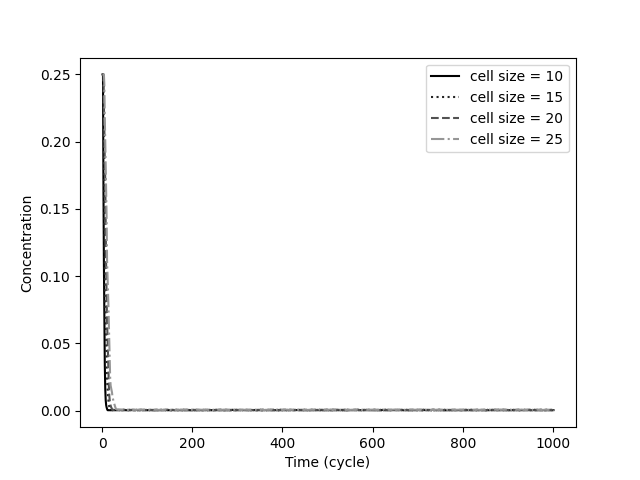 0.25
0.20
0.15
0.10
0.05
0.00
Concentration
0
200
400
600
800
1000
Time (cycle)
cell size = 10
cell size = 15
cell size = 20
cell size = 25